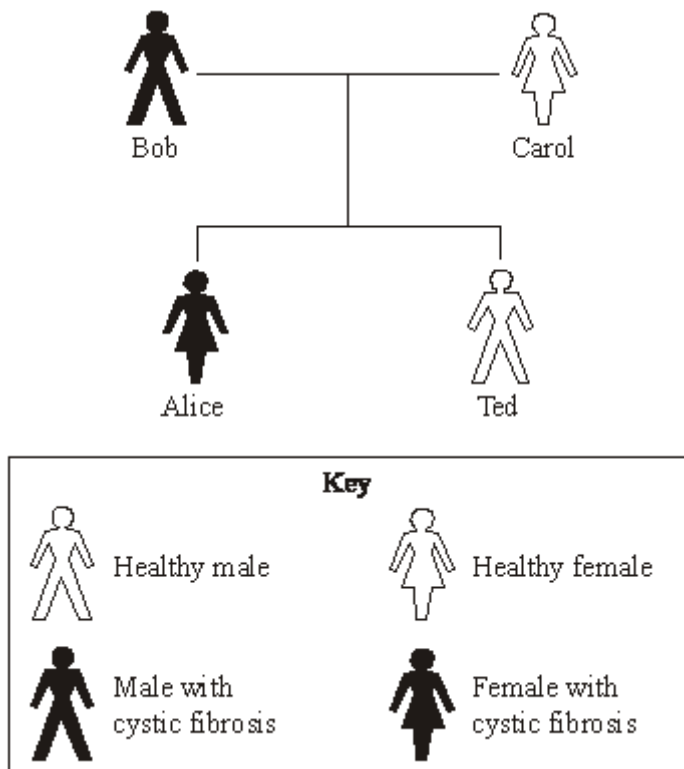 Bob
Carol
Alice
Ted
Key
Healthy male
Healthy female
Male with
cystic fibrosis
Female with
cystic fibrosis